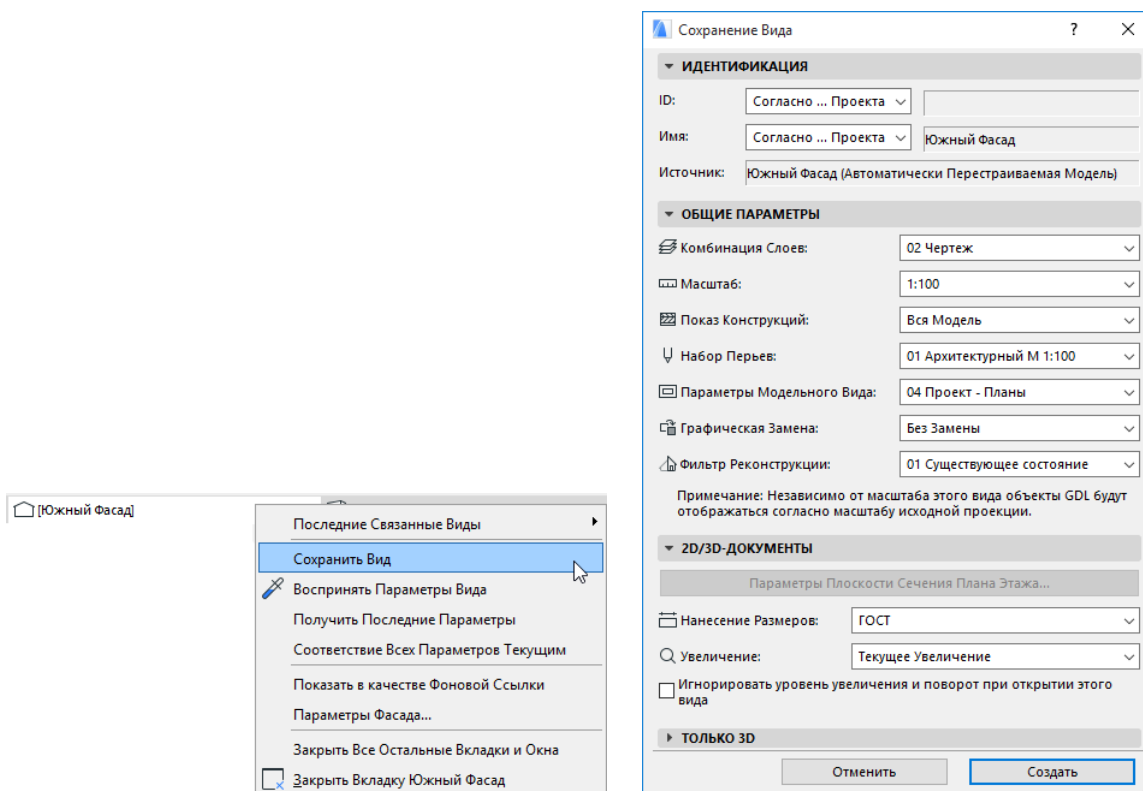 [Южный Фасад]
Последние Связанные Виды
Сохранить Вид
Воспринять Параметры Вида
Получить Последние Параметры
Соответствие Всех Параметров Текущим
Показать в качестве Фоновой Ссылки
Параметры Фасада...
Закрыть Все Остальные Вкладки и Окна
Закрыть Вкладку Южный Фасад
Сохранение Вида ?
ИДЕНТИФИКАЦИЯ
ID: Согласно ... Проекта
Имя: Согласно ... Проекта Южный Фасад
Источник: Южный Фасад (Автоматически Перестраиваемая Модель)
ОБЩИЕ ПАРАМЕТРЫ
Комбинация Слоев: 02 Чертеж
Масштаб: 1:100
Показ Конструкций: Вся Модель
Набор Перьев: 01 Архитектурный М 1:100
Параметры Модельного Вида: 04 Проект - Планы
Графическая Замена: Без Замены
Фильтр Реконструкции: 01 Существующее состояние
Примечание: Независимо от масштаба этого вида объекты GDL будут
отображаться согласно масштабу исходной проекции.
2D/3D-ДОКУМЕНТЫ
Параметры Плоскости Сечения Плана Этажа...
Нанесение Размеров: ГОСТ
Увеличение: Текущее Увеличение
Игнорировать уровень увеличения и поворот при открытии этого
вида
ТОЛЬКО 3D
Отменить Создать